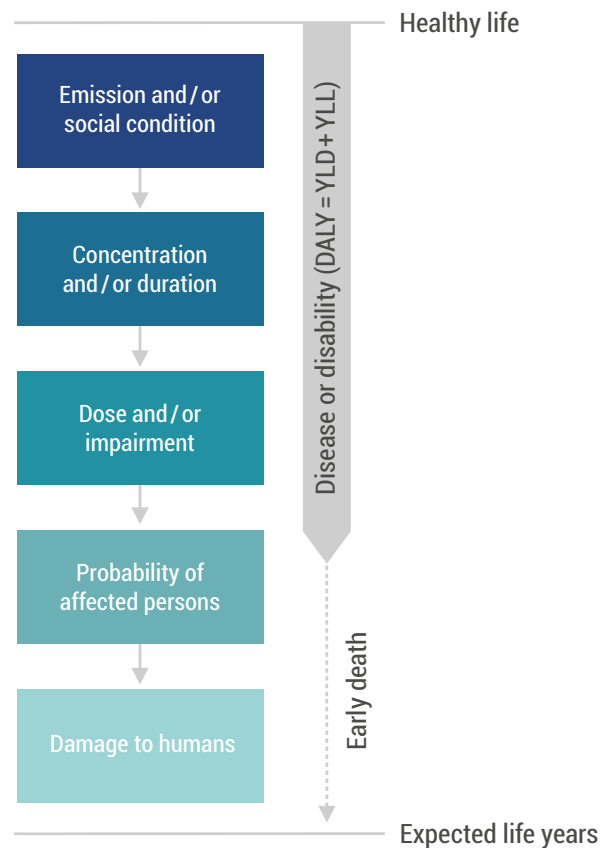 Healthy life
Emission and / or
social condition
Concentration
and / or duration
Dose and / or
impairment
Probability of
affected persons
Damage to humans
Disease or disability (DALY = YLD + YLL)
Early death
Expected life years